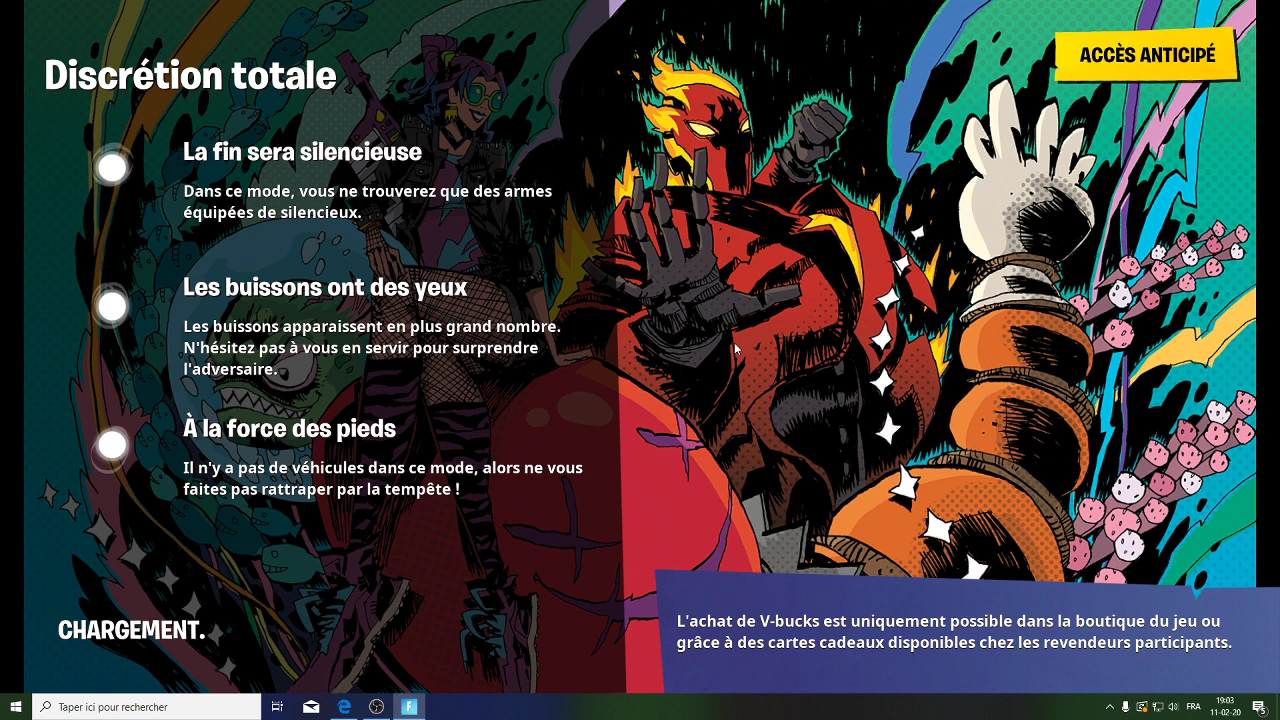 ACCÈS ANTICIPÉ
Discrétion totale
La fin sera silencieuse
Dans ce mode, vous ne trouverez que des armes
équipées de silencieux.
Les buissons ont des yeux
Les buissons apparaissent en plus grand nombre.
N'hésitez pas à vous en servir pour surprendre
l'adversaire.
À la force des pieds
Il n'y a pas de véhicules dans ce mode, alors ne vous
faites pas rattraper par la tempête !
CHARGEMENT.
L'achat de V-bucks est uniquement possible dans la boutique du jeu ou
grâce à des cartes cadeaux disponibles chez les revendeurs participants.
Taper ici pour rechercher
FRA
19:03
11-02-20
5